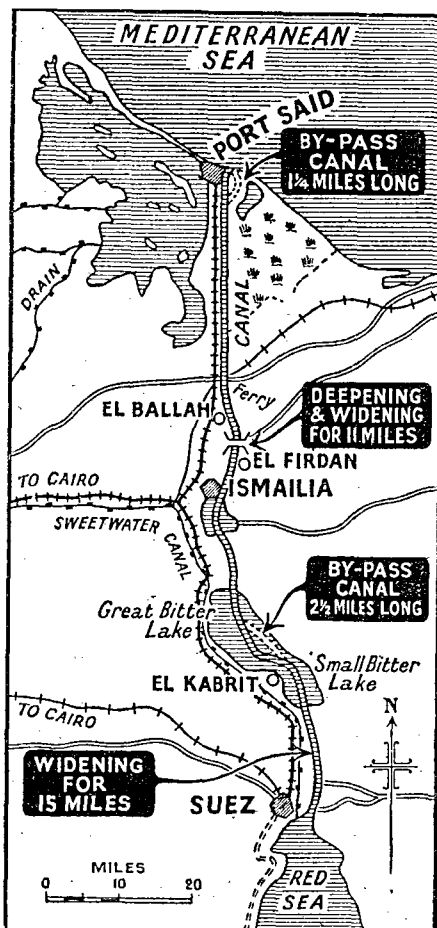 MEDITERRANEAN
SEA
PORT SAID
BY-PASS
CANAL
1¼ MILES LONG
DRAIN
CANAL
Ferry
EL BALLAH
DEEPENING
& WIDENING
FOR 11 MILES
EL FIRDAN
TO CAIRO
ISMAILIA
SWEETWATER
CANAL
BY-PASS
CANAL
2½ MILES LONG
Great Bitter
Lake
Small Bitter
Lake
EL KABRIT
TO CAIRO
N
WIDENING
FOR
15 MILES
SUEZ
MILES
0 10 20
RED
SEA